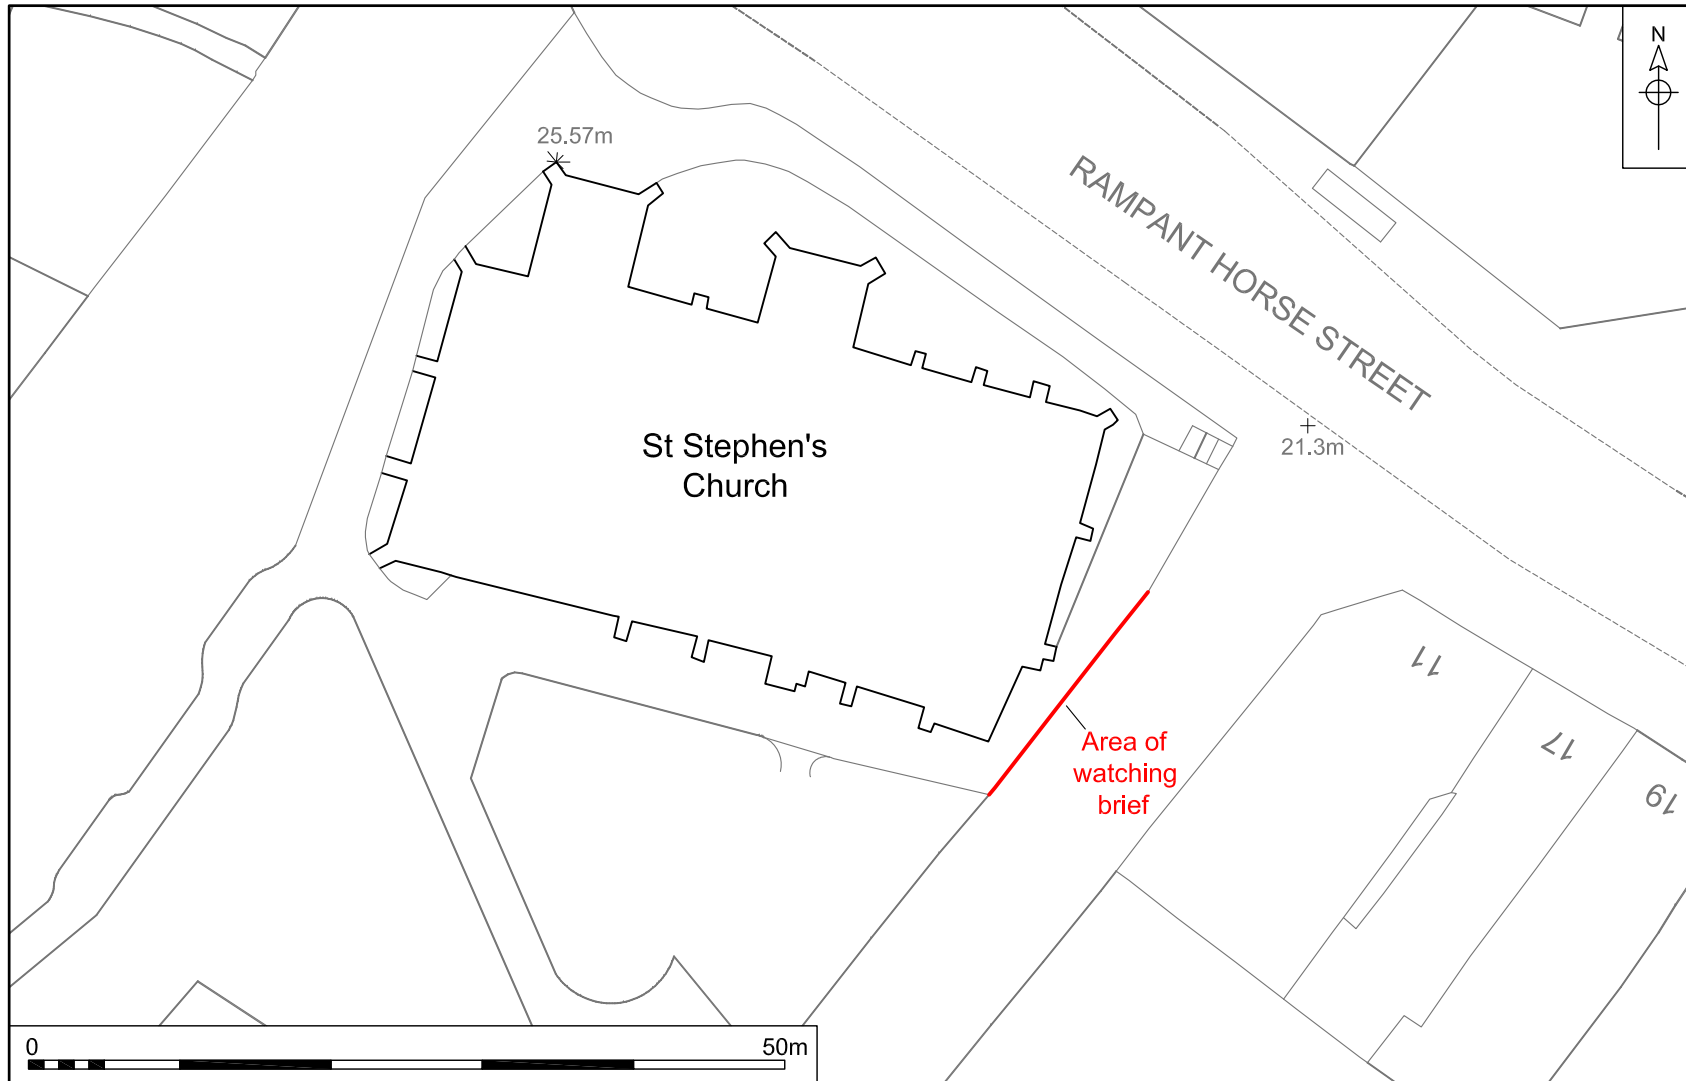 N
25.57m
RAMPANT HORSE STREET
St Stephen's
Church
21.3m
11
Area of
watching
brief
17
19
0
50m